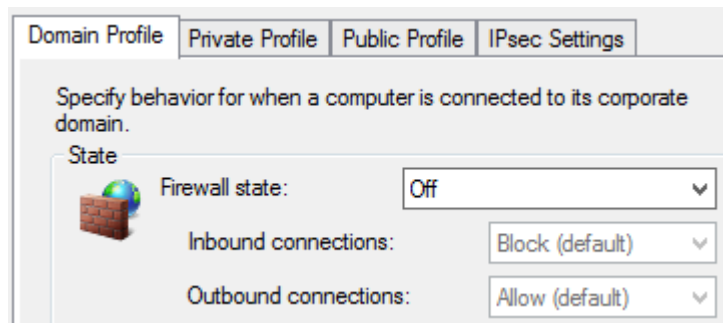 Domain Profile Private Profile Public Profile IPsec Settings
Specify behavior for when a computer is connected to its corporate
domain.
State
Firewall state: Off
Inbound connections: Block (default)
Outbound connections: Allow (default)